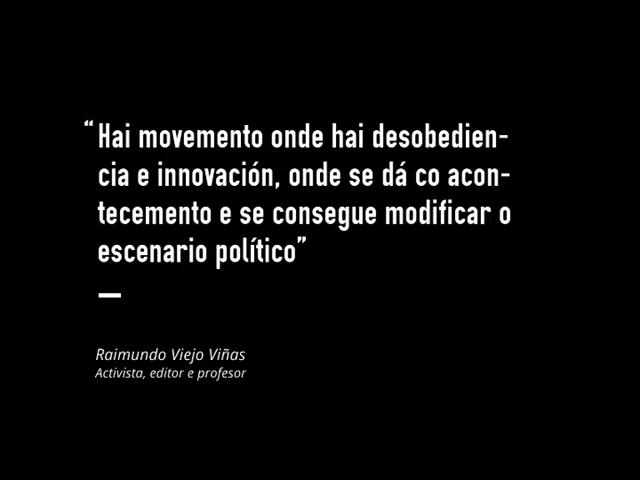 “Hai movemento onde hai desobedien-
cia e innovación, onde se dá co acon-
tecemento e se consegue modificar o
escenario político”
Raimundo Viejo Viñas
Activista, editor e profesor